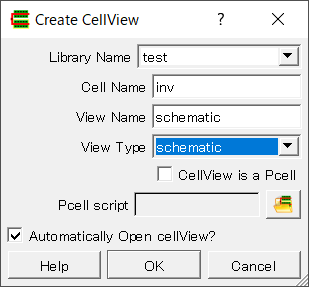 Create CellView
?
Library Name test
Cell Name inv
View Name schematic
View Type schematic
CellView is a Pcell
Pcell script
Automatically Open cellView?
Help OK Cancel